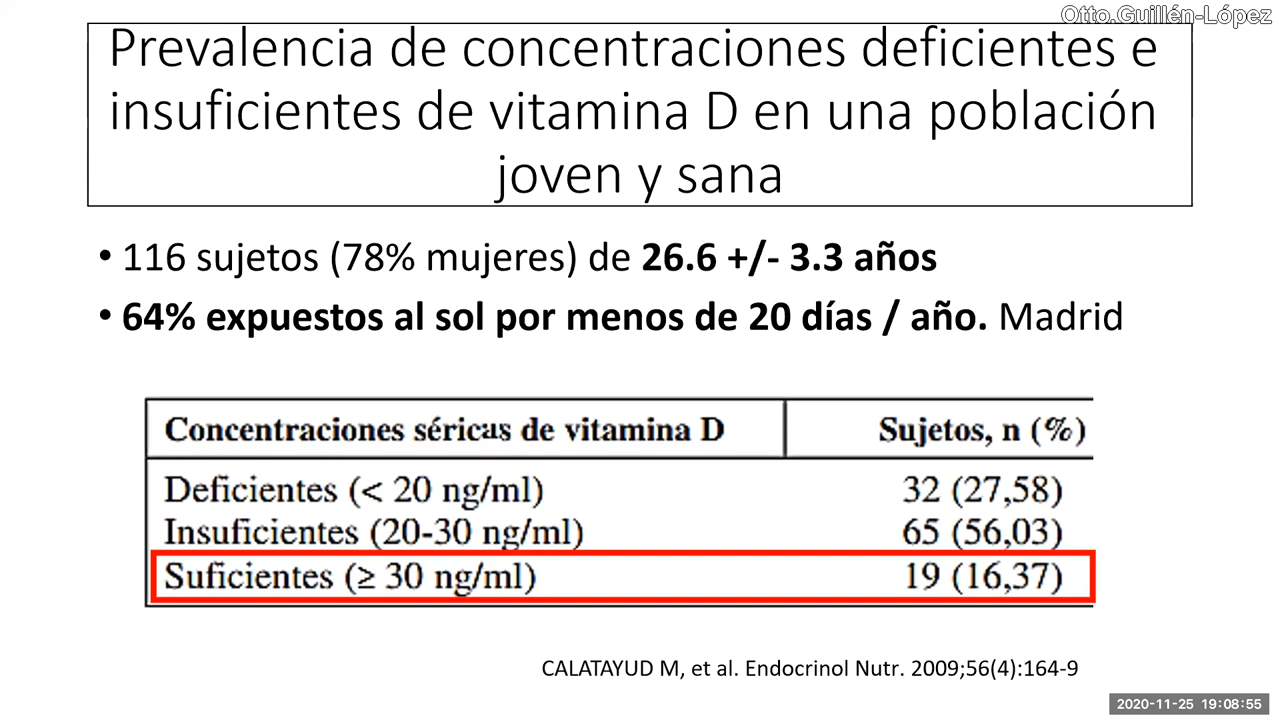 Otto.Guillén-López
Prevalencia de concentraciones deficientes e
insuficientes de vitamina D en una población
joven y sana
• 116 sujetos (78% mujeres) de 26.6 +/- 3.3 años
• 64% expuestos al sol por menos de 20 días / año. Madrid
Concentraciones séricas de vitamina D Sujetos, n (%)
Deficientes (< 20 ng/ml) 32 (27,58)
Insuficientes (20-30 ng/ml) 65 (56,03)
Suficientes (≥ 30 ng/ml) 19 (16,37)
CALATAYUD M, et al. Endocrinol Nutr. 2009;56(4):164-9
2020-11-25 19:08:55